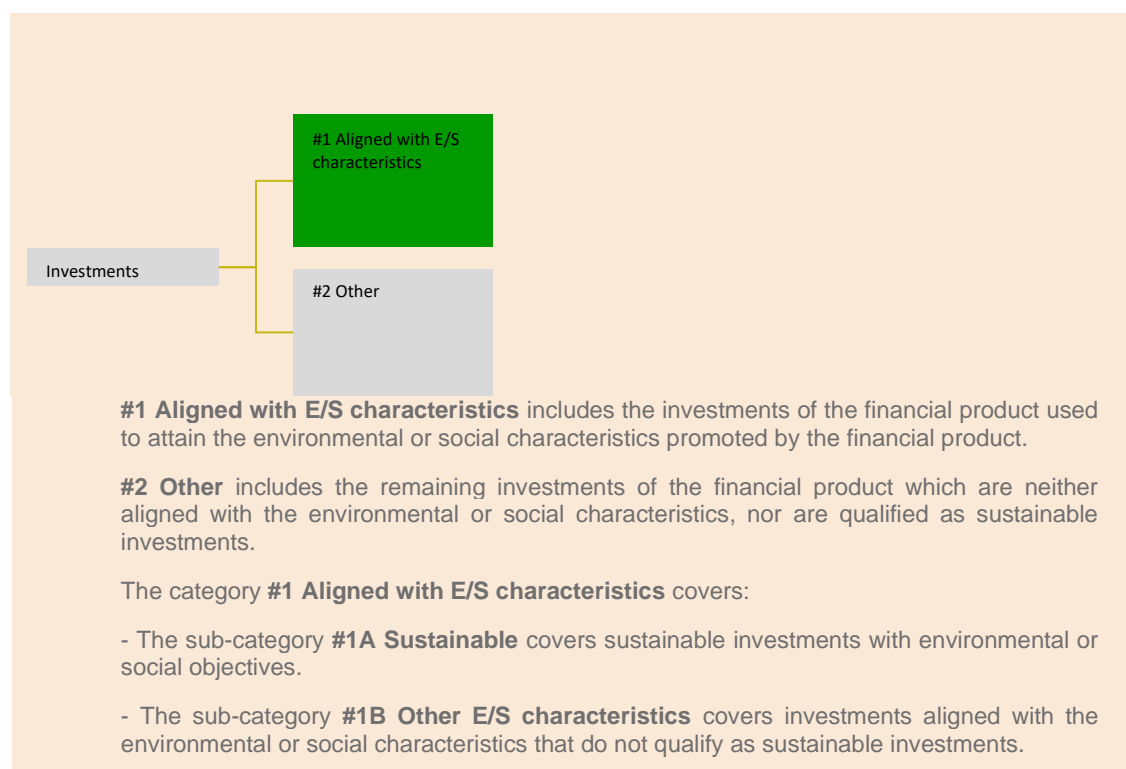 #1 Aligned with E/S
characteristics
Investments
#2 Other
#1 Aligned with E/S characteristics includes the investments of the financial product used
to attain the environmental or social characteristics promoted by the financial product.
#2 Other includes the remaining investments of the financial product which are neither
aligned with the environmental or social characteristics, nor are qualified as sustainable
investments.
The category #1 Aligned with E/S characteristics covers:
- The sub-category #1A Sustainable covers sustainable investments with environmental or
social objectives.
- The sub-category #1B Other E/S characteristics covers investments aligned with the
environmental or social characteristics that do not qualify as sustainable investments.